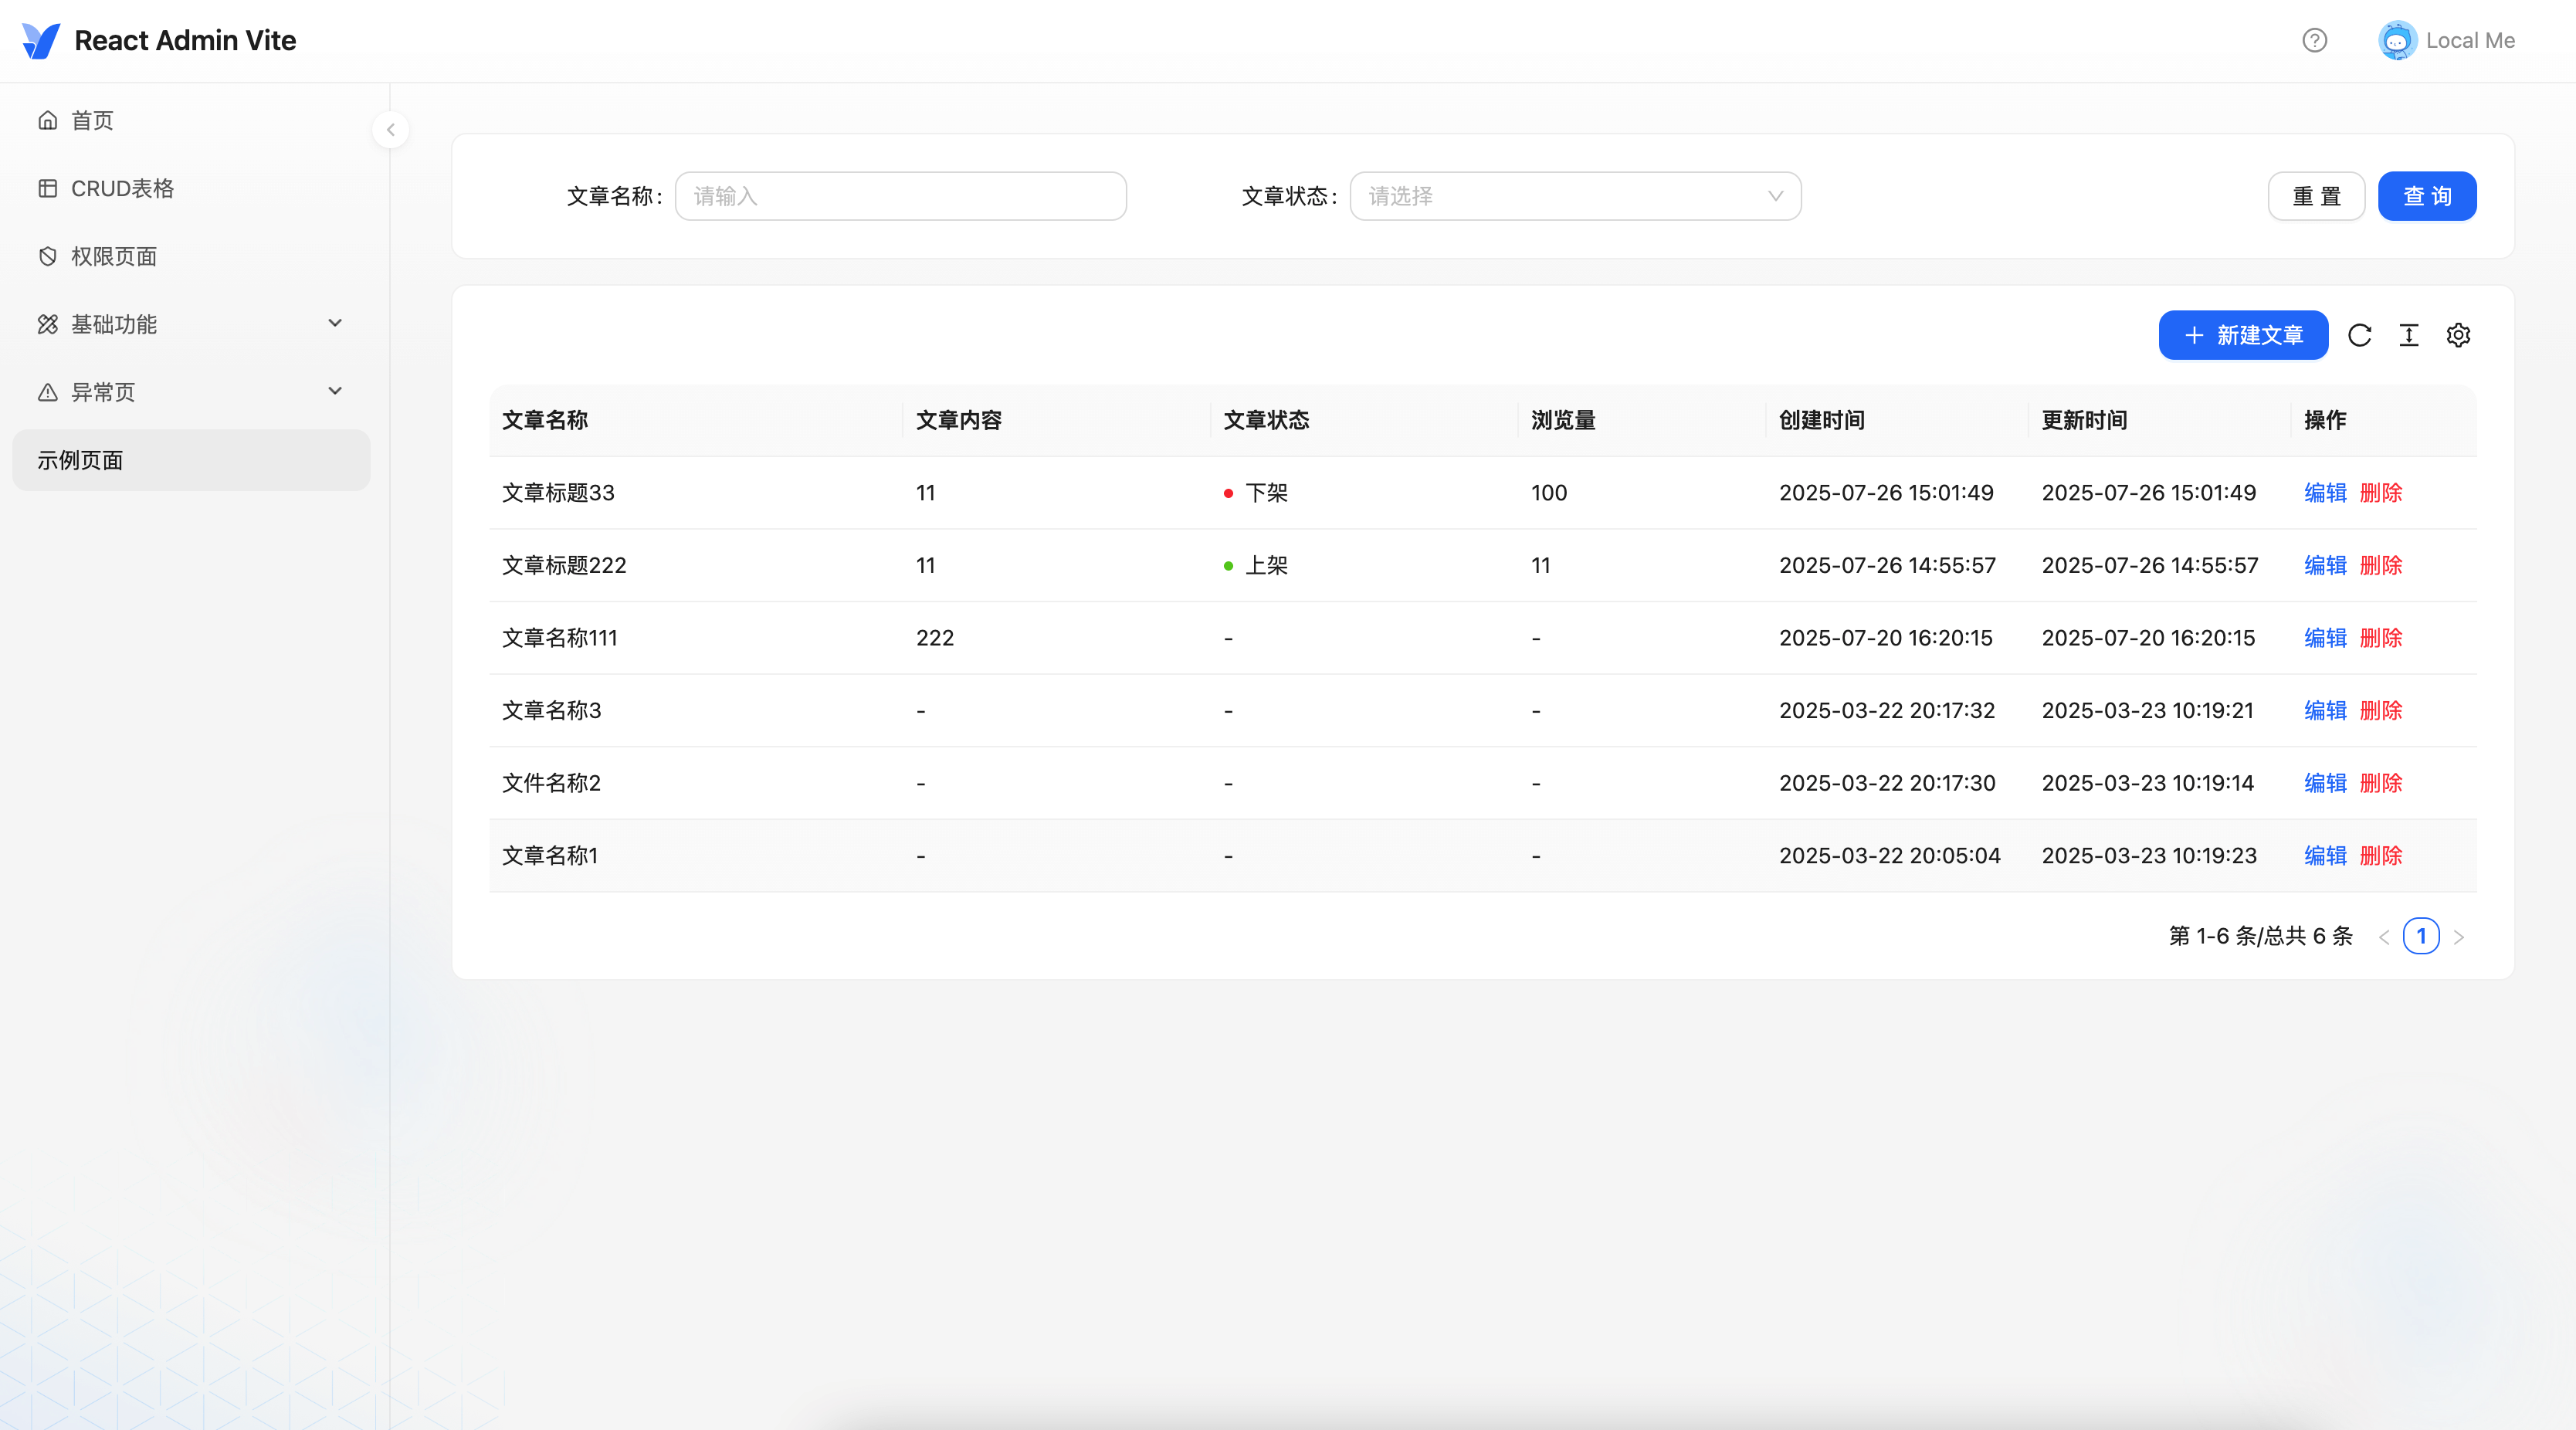 React Admin Vite
Local Me
首页
CRUD表格
权限页面
基础功能
异常页
示例页面
文章名称: 请输入 文章状态: 请选择 重 置 查 询
新建文章
文章名称 文章内容 文章状态 浏览量 创建时间 更新时间 操作
文章标题33 11 下架 100 2025-07-26 15:01:49 2025-07-26 15:01:49 编辑 删除
文章标题222 11 上架 11 2025-07-26 14:55:57 2025-07-26 14:55:57 编辑 删除
文章名称111 222 - - 2025-07-20 16:20:15 2025-07-20 16:20:15 编辑 删除
文章名称3 - - - 2025-03-22 20:17:32 2025-03-23 10:19:21 编辑 删除
文件名称2 - - - 2025-03-22 20:17:30 2025-03-23 10:19:14 编辑 删除
文章名称1 - - - 2025-03-22 20:05:04 2025-03-23 10:19:23 编辑 删除
第 1-6 条/总共 6 条 < 1 >